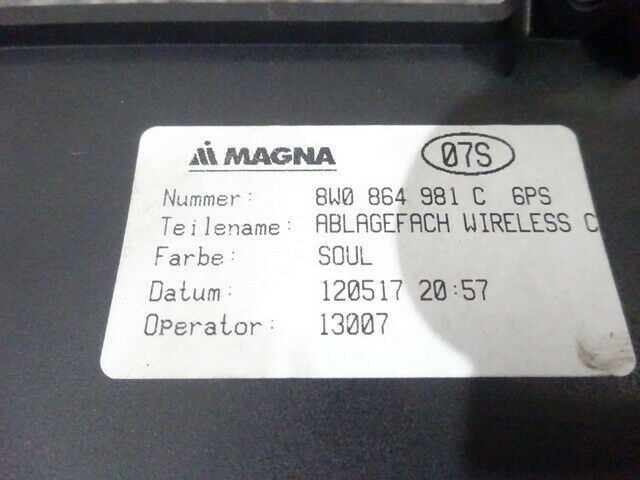 MAGNA 07S
Nummer: 8W0 864 981 C 6PS
Teilename: ABLAGEFACH WIRELESS C
Farbe: SOUL
Datum: 120517 20:57
Operator: 13007